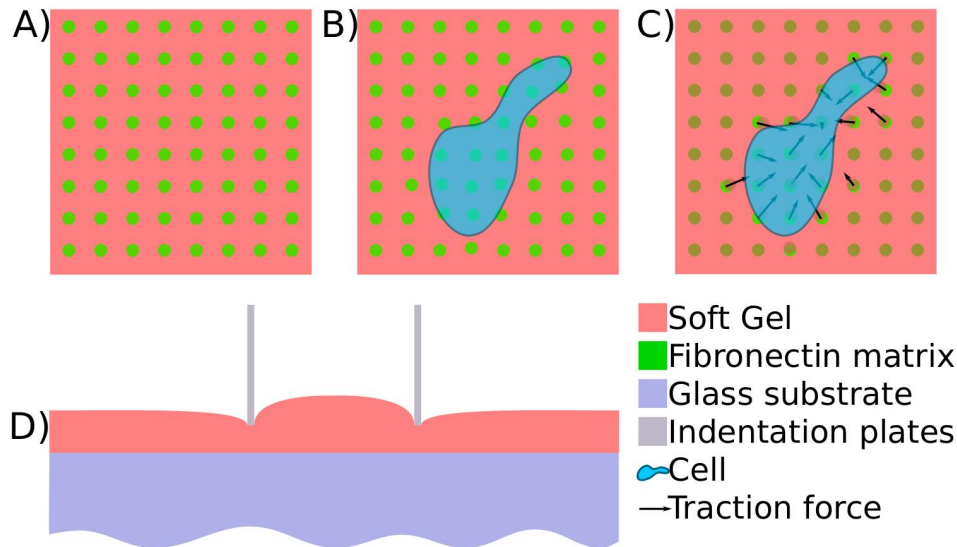 A)
B)
C)
D)
Soft Gel
Fibronectin matrix
Glass substrate
Indentation plates
Cell
Traction force